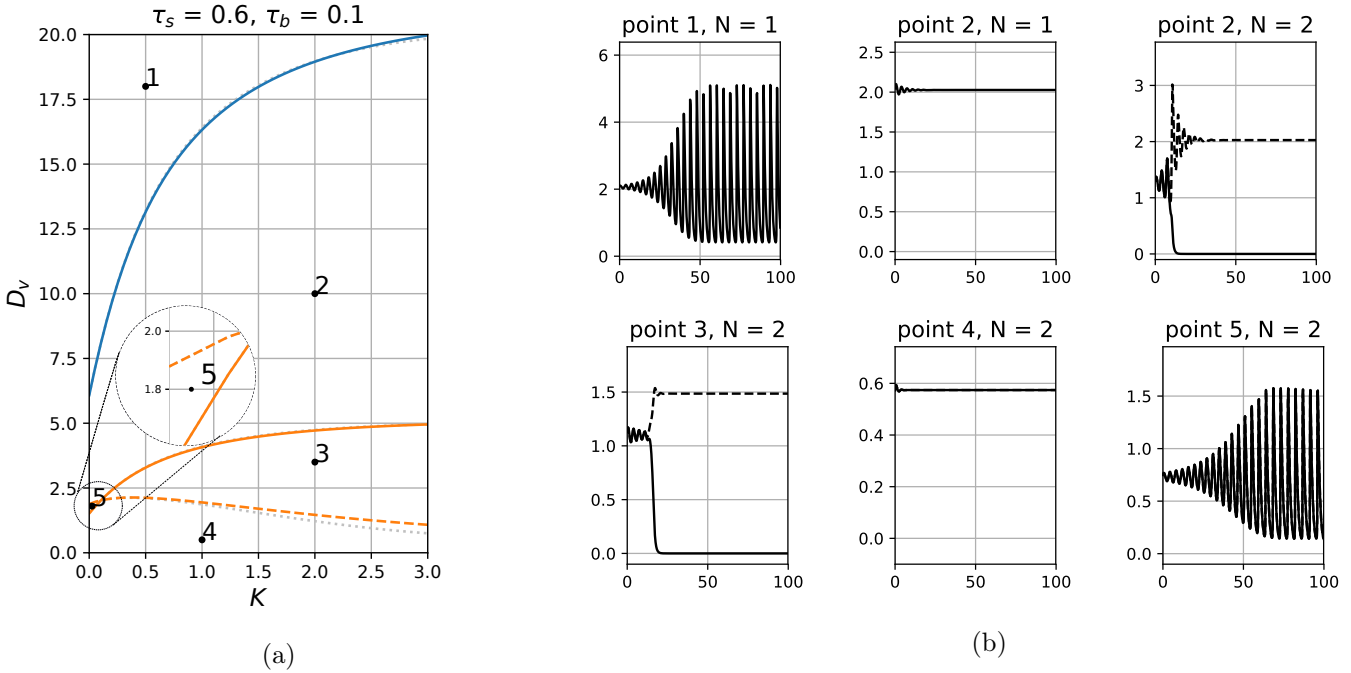 τs = 0.6, τb = 0.1
Dv
20.0
17.5
15.0
12.5
10.0
7.5
5.0
2.5
0.0
1
2
3
4
5
2.0
1.8
5
0.0 0.5 1.0 1.5 2.0 2.5 3.0
K
(a)
point 1, N = 1
6
4
2
0
0 50 100
point 2, N = 1
2.5
2.0
1.5
1.0
0.5
0.0
0 50 100
point 2, N = 2
3
2
1
0
0 50 100
point 3, N = 2
1.5
1.0
0.5
0.0
0 50 100
point 4, N = 2
0.6
0.4
0.2
0.0
0 50 100
point 5, N = 2
1.5
1.0
0.5
0.0
0 50 100
(b)